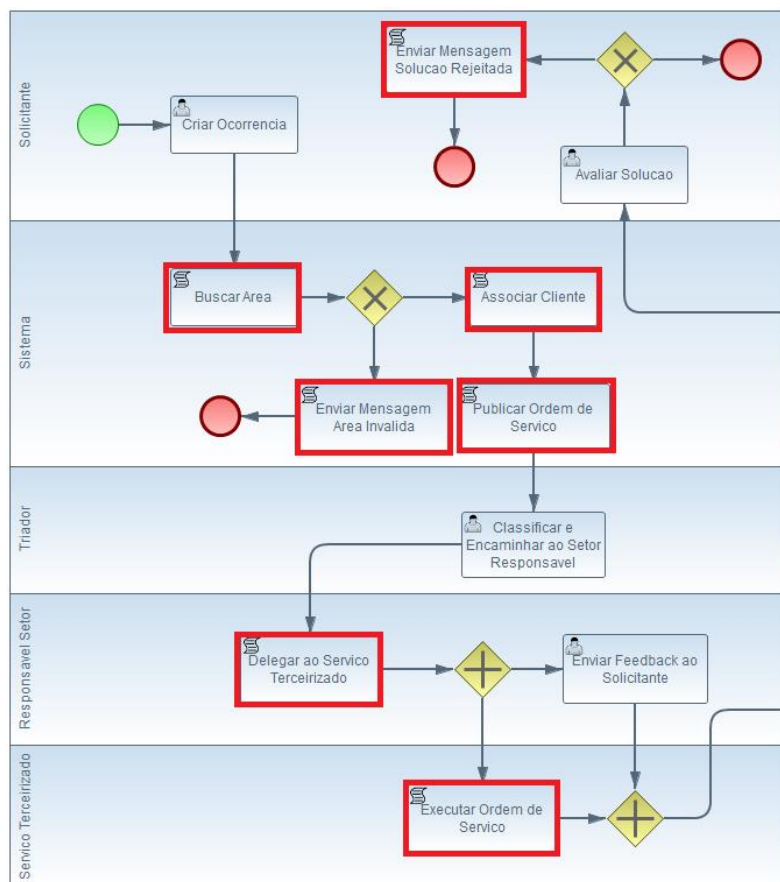 Solicitante
Enviar Mensagem
Solucao Rejeitada
Criar Ocorrencia
Avaliar Solucao
Sistema
Buscar Area
Associar Cliente
Enviar Mensagem
Area Invalida
Publicar Ordem de
Servico
Triador
Classificar e
Encaminhar ao Setor
Responsavel
Responsavel Setor
Delegar ao Servico
Terceirizado
Enviar Feedback ao
Solicitante
Servico Terceirizado
Executar Ordem de
Servico